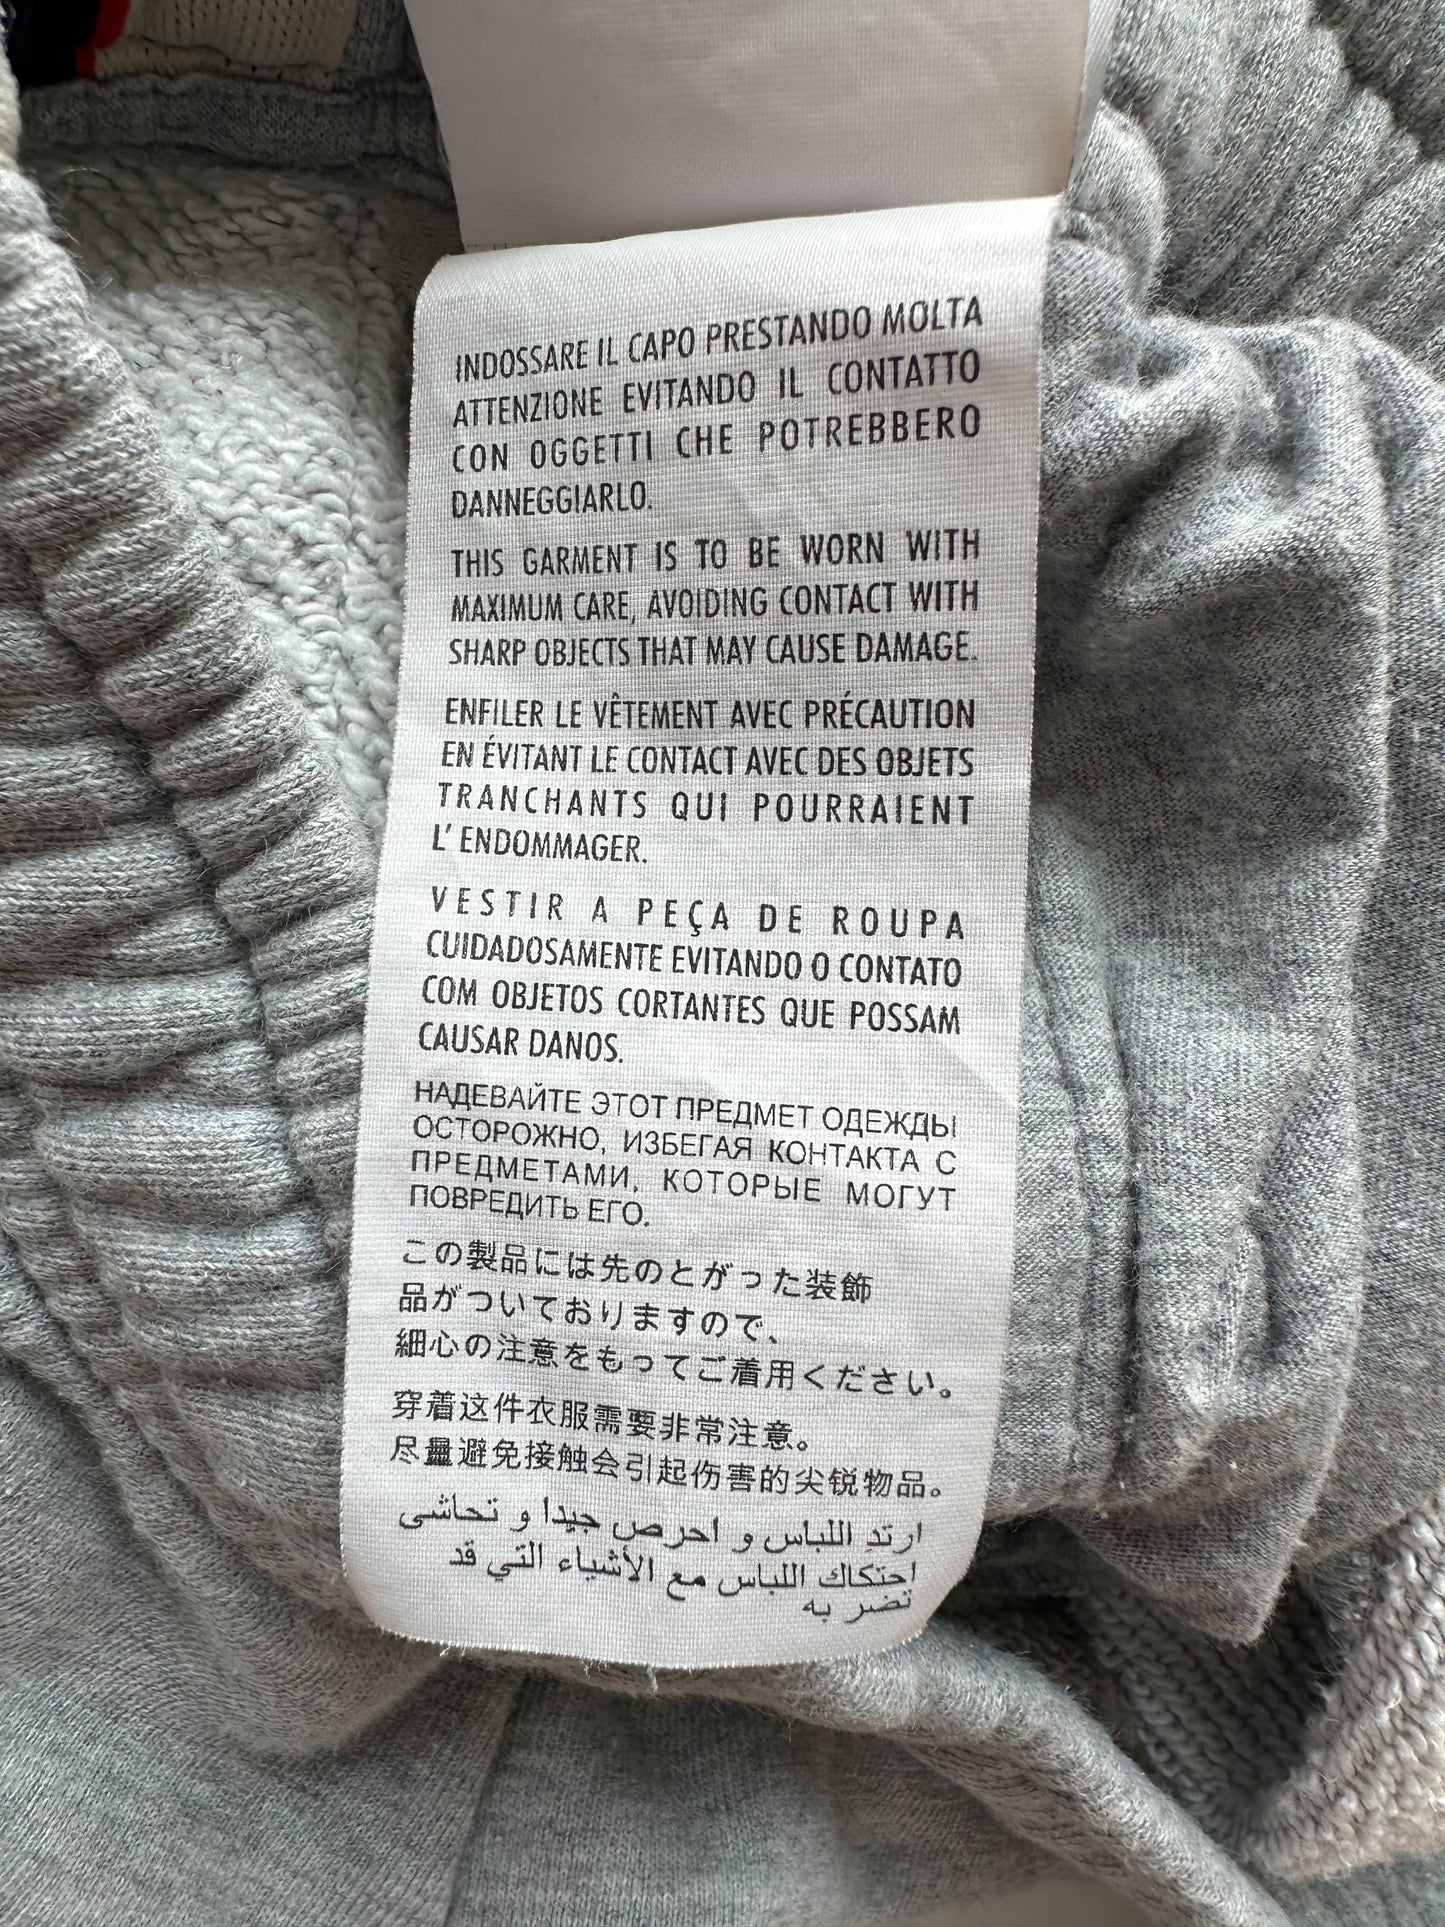 INDOSSARE IL CAPO PRESTANDO MOLTA
ATTENZIONE EVITANDO IL CONTATTO
CON OGGETTI CHE POTREBBERO
DANNEGGIARLO.
THIS GARMENT IS TO BE WORN WITH
MAXIMUM CARE, AVOIDING CONTACT WITH
SHARP OBJECTS THAT MAY CAUSE DAMAGE.
ENFILER LE VÊTEMENT AVEC PRÉCAUTION
EN ÉVITANT LE CONTACT AVEC DES OBJETS
TRANCHANTS QUI POURRAIENT
L' ENDOMMAGER.
VESTIR A PEÇA DE ROUPA
CUIDADOSAMENTE EVITANDO O CONTATO
COM OBJETOS CORTANTES QUE POSSAM
CAUSAR DANOS.
НАДЕВАЙТЕ ЭТОТ ПРЕДМЕТ ОДЕЖДЫ
ОСТОРОЖНО, ИЗБЕГАЯ КОНТАКТА С
ПРЕДМЕТАМИ, КОТОРЫЕ МОГУТ
ПОВРЕДИТЬ ЕГО.
この製品には先のとがった装飾
品がついておりますので、
細心の注意をもってご着用ください。
穿着这件衣服需要非常注意。
尽量避免接触会引起伤害的尖锐物品。
ارتد اللباس و احرص جيدا و تحاشى
احتكاك اللباس مع الأشياء التي قد
تضر به